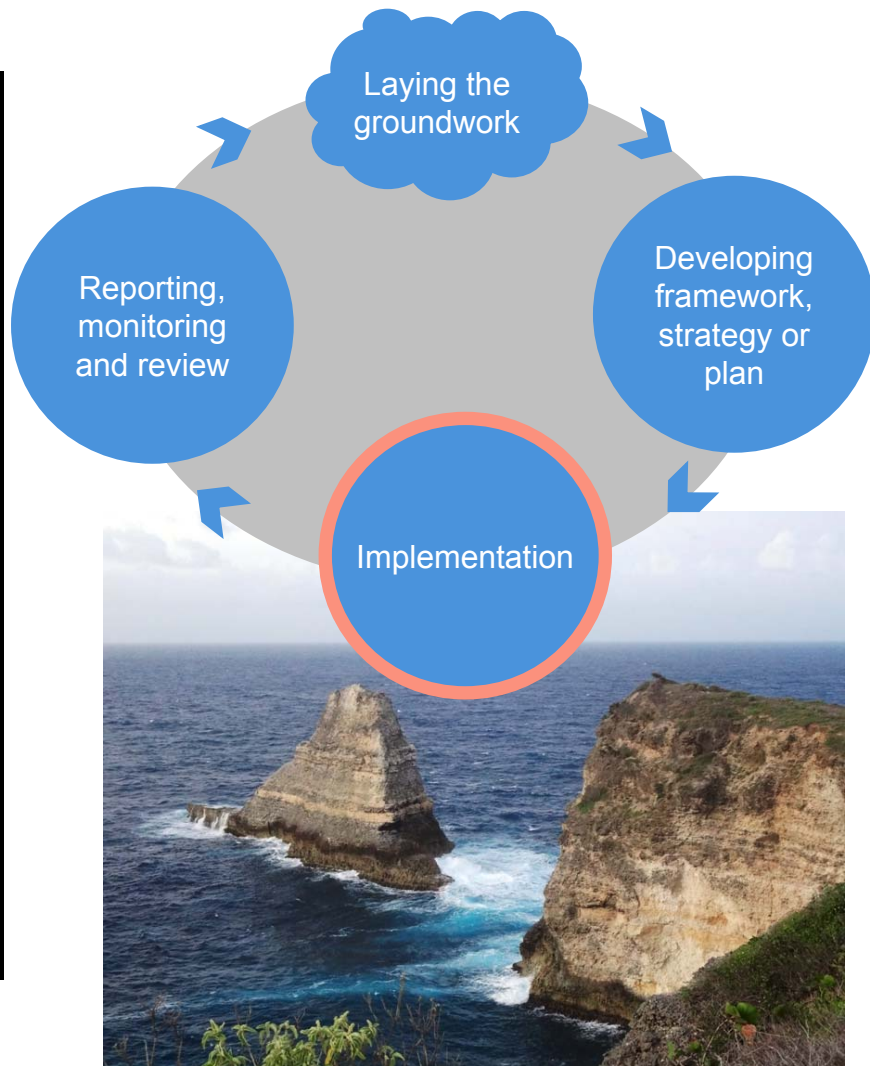 Laying the
groundwork
Developing
framework,
strategy or
plan
Implementation
Reporting,
monitoring
and review